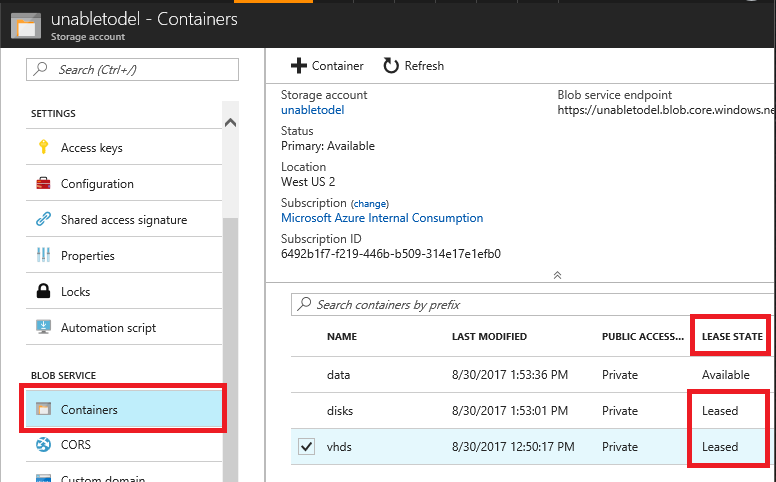 unabletodel - Containers
Storage account
Search (Ctrl+/)
SETTINGS
Access keys
Configuration
Shared access signature
Properties
Locks
Automation script
BLOB SERVICE
Containers
CORS
Custom domain
Container Refresh
Storage account
unabletodel
Status
Primary: Available
Location
West US 2
Subscription (change)
Microsoft Azure Internal Consumption
Subscription ID
6492b1f7-f219-446b-b509-314e17e1efb0
Blob service endpoint
https://unabletodel.blob.core.windows.ne
Search containers by prefix
NAME LAST MODIFIED PUBLIC ACCESS... LEASE STATE
data 8/30/2017 1:53:36 PM Private Available
disks 8/30/2017 1:53:01 PM Private Leased
vhds 8/30/2017 12:50:17 PM Private Leased